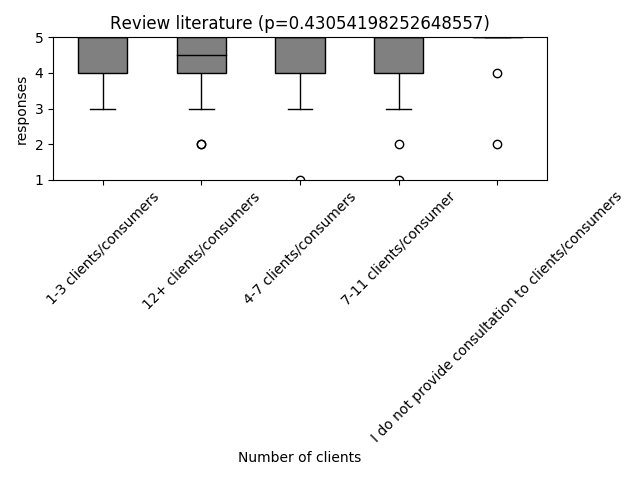 Review literature (p=0.43054198252648557)
responses
5
4
3
2
1
1-3 clients/consumers
12+ clients/consumers
4-7 clients/consumers
7-11 clients/consumer
I do not provide consultation to clients/consumers
Number of clients